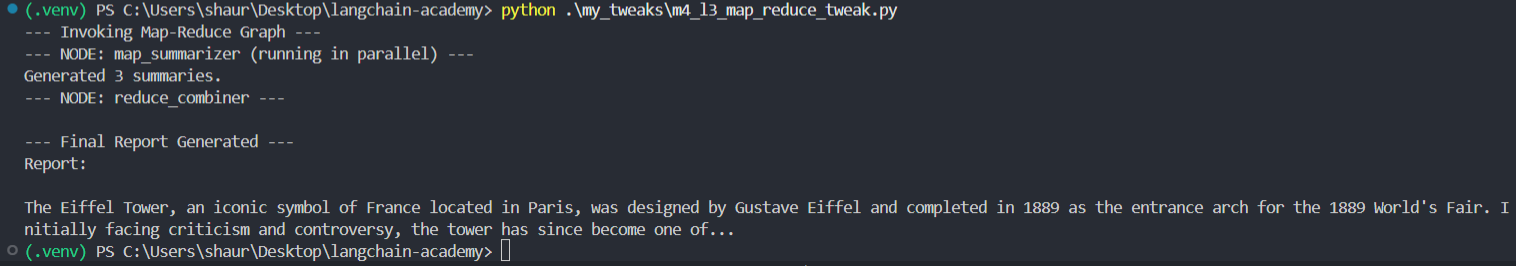 (.venv) PS C:\Users\shaur\Desktop\langchain-academy> python .\my_tweaks\m4_l3_map_reduce_tweak.py
--- Invoking Map-Reduce Graph ---
--- NODE: map_summarizer (running in parallel) ---
Generated 3 summaries.
--- NODE: reduce_combiner ---
--- Final Report Generated ---
Report:
The Eiffel Tower, an iconic symbol of France located in Paris, was designed by Gustave Eiffel and completed in 1889 as the entrance arch for the 1889 World's Fair. I
nitially facing criticism and controversy, the tower has since become one of...
(.venv) PS C:\Users\shaur\Desktop\langchain-academy>